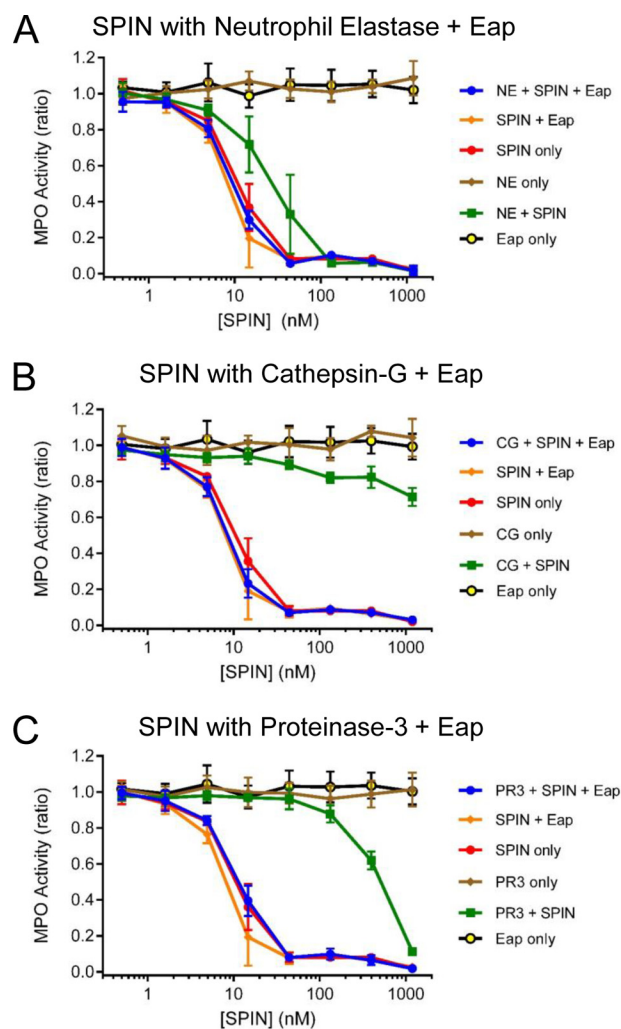 A
SPIN with Neutrophil Elastase + Eap
MPO Activity (ratio)
1.2
1.0
0.8
0.6
0.4
0.2
0.0
1
10
100
1000
[SPIN] (nM)
NE + SPIN + Eap
SPIN + Eap
SPIN only
NE only
NE + SPIN
Eap only
B
SPIN with Cathepsin-G + Eap
MPO Activity (ratio)
1.2
1.0
0.8
0.6
0.4
0.2
0.0
1
10
100
1000
[SPIN] (nM)
CG + SPIN + Eap
SPIN + Eap
SPIN only
CG only
CG + SPIN
Eap only
C
SPIN with Proteinase-3 + Eap
MPO Activity (ratio)
1.2
1.0
0.8
0.6
0.4
0.2
0.0
1
10
100
1000
[SPIN] (nM)
PR3 + SPIN + Eap
SPIN + Eap
SPIN only
PR3 only
PR3 + SPIN
Eap only